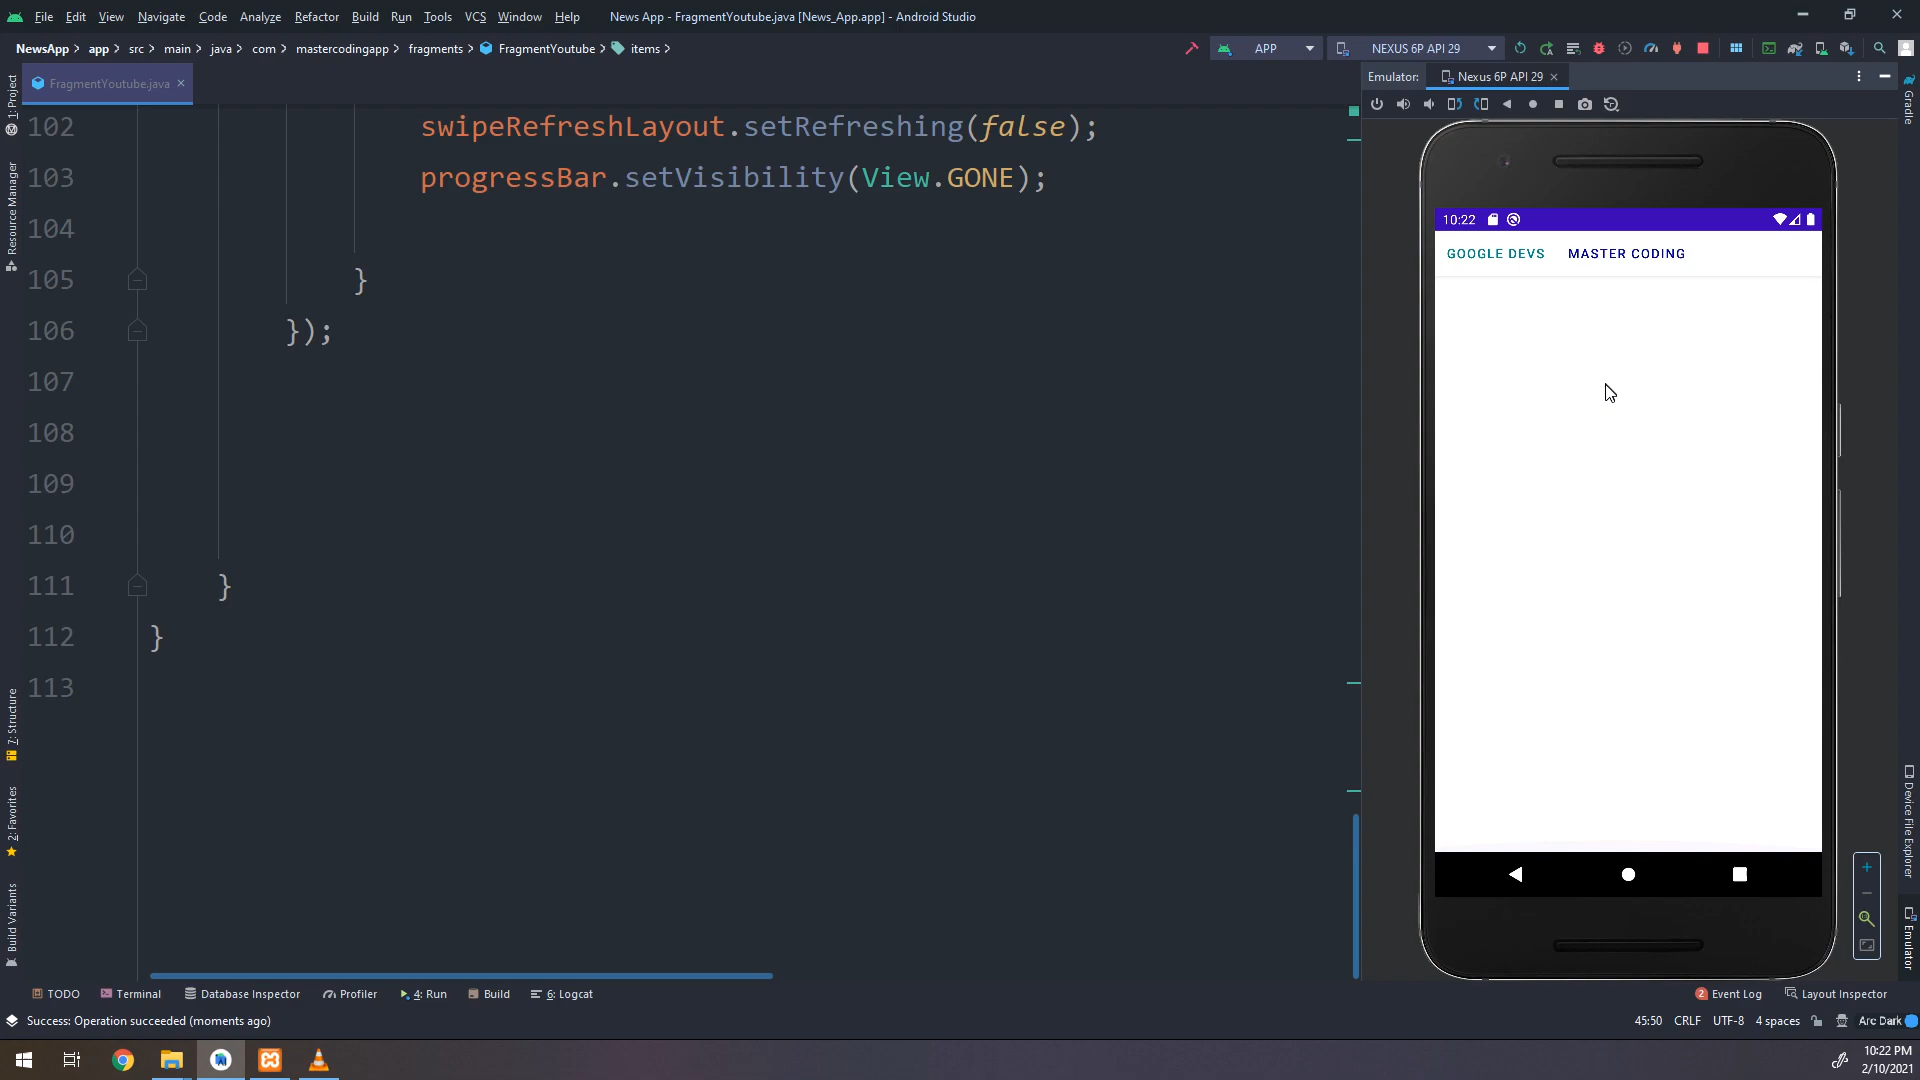 File Edit View Navigate Code Analyze Refactor Build Run Tools VCS Window Help News App - FragmentYoutube.java [News_App.app] - Android Studio
NewsApp app src main java com mastercodingapp fragments FragmentYoutube items APP NEXUS 6P API 29
FragmentYoutube.java Emulator: Nexus 6P API 29
1: Project
Resource Manager
7: Structure
2: Favorites
Build Variants
102 swipeRefreshLayout.setRefreshing(false);
103 progressBar.setVisibility(View.GONE);
104
105 }
106 });
107
108
109
110
111 }
112 }
113
10:22
GOOGLE DEVS MASTER CODING
Gradle
Device File Explorer
Emulator
TODO Terminal Database Inspector Profiler 4: Run Build 6: Logcat 2 Event Log Layout Inspector
Success: Operation succeeded (moments ago) 45:50 CRLF UTF-8 4 spaces Arc Dark
10:22 PM
2/10/2021